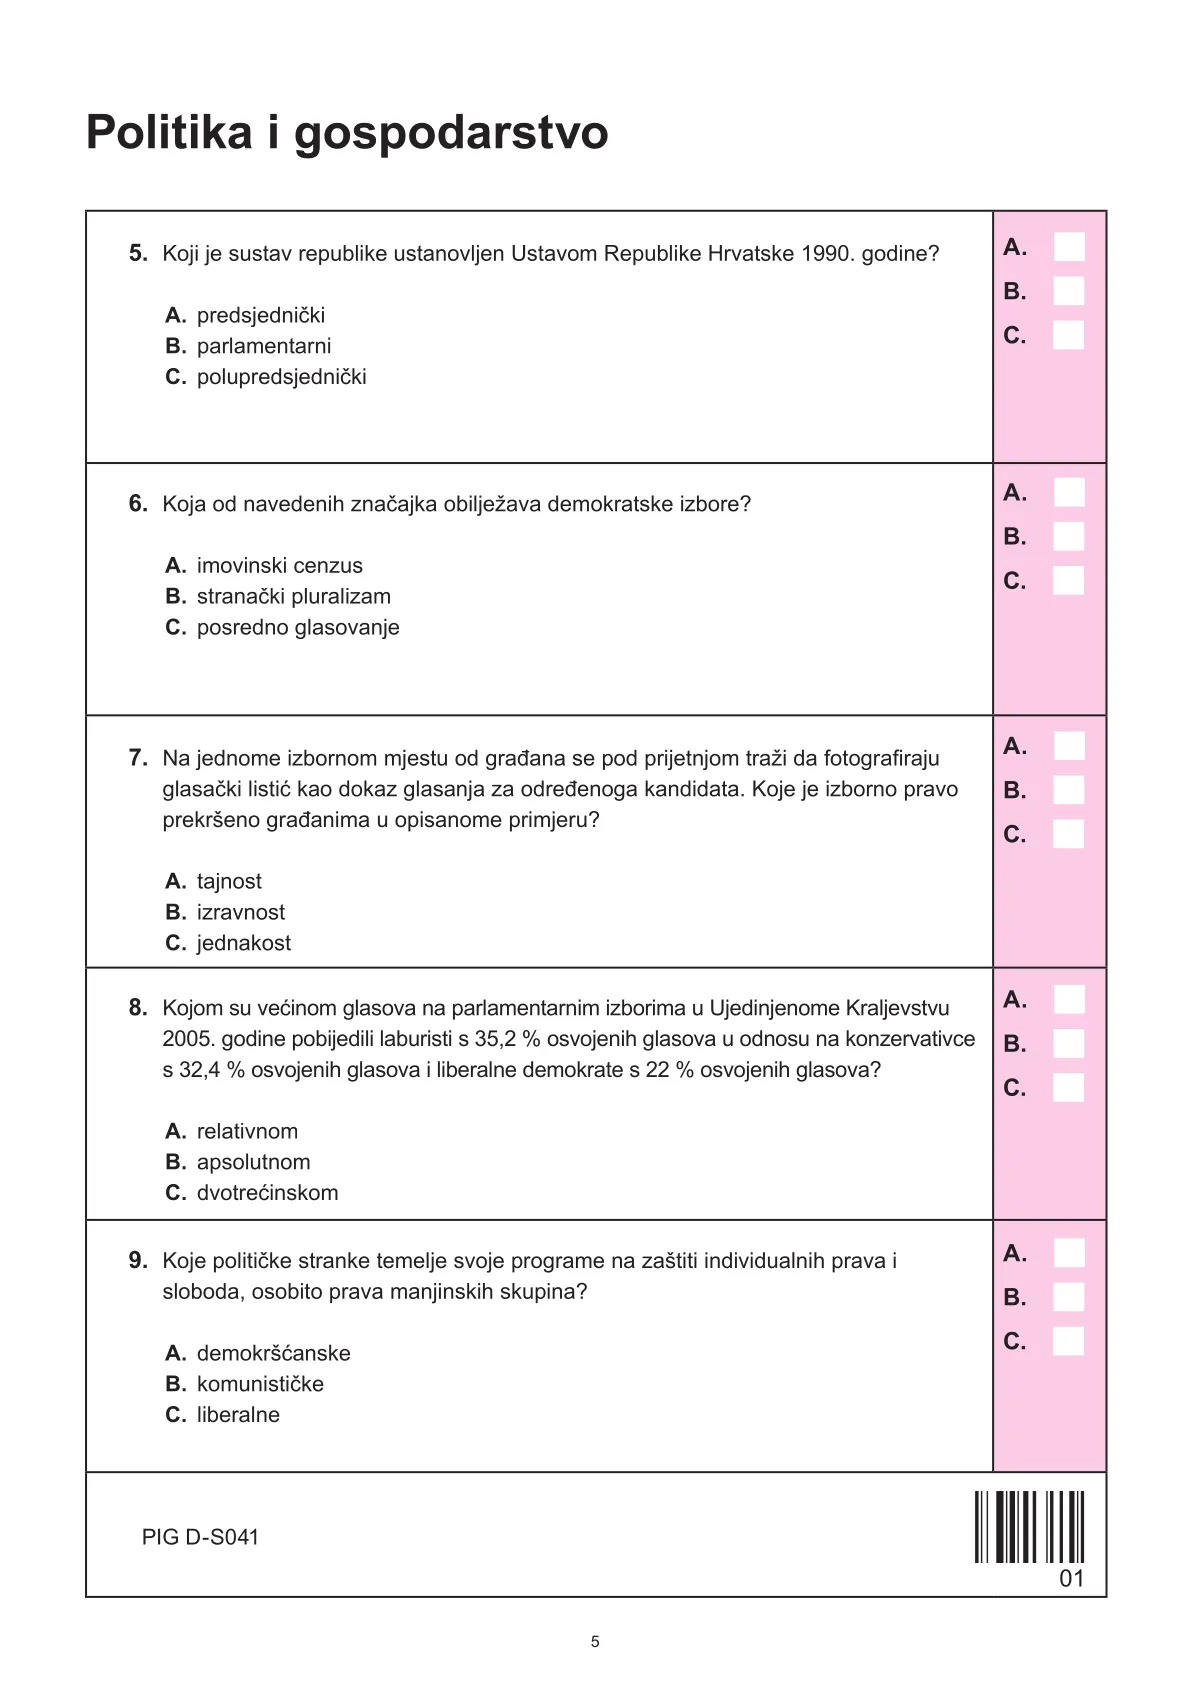 Politika i gospodarstvo
5. Koji je sustav republike ustanovljen Ustavom Republike Hrvatske 1990. godine?
A. predsjednički
B. parlamentarni
C. polupredsjednički
A.
B.
C.
6. Koja od navedenih značajka obilježava demokratske izbore?
A. imovinski cenzus
B. stranački pluralizam
C. posredno glasovanje
A.
B.
C.
7. Na jednome izbornom mjestu od građana se pod prijetnjom traži da fotografiraju
glasački listić kao dokaz glasanja za određenoga kandidata. Koje je izborno pravo
prekršeno građanima u opisanome primjeru?
A. tajnost
B. izravnost
C. jednakost
A.
B.
C.
8. Kojom su većinom glasova na parlamentarnim izborima u Ujedinjenome Kraljevstvu
2005. godine pobijedili laburisti s 35,2 % osvojenih glasova u odnosu na konzervativce
s 32,4 % osvojenih glasova i liberalne demokrate s 22 % osvojenih glasova?
A. relativnom
B. apsolutnom
C. dvotrećinskom
A.
B.
C.
9. Koje političke stranke temelje svoje programe na zaštiti individualnih prava i
sloboda, osobito prava manjinskih skupina?
A. demokršćanske
B. komunističke
C. liberalne
A.
B.
C.
PIG D-S041
01
5